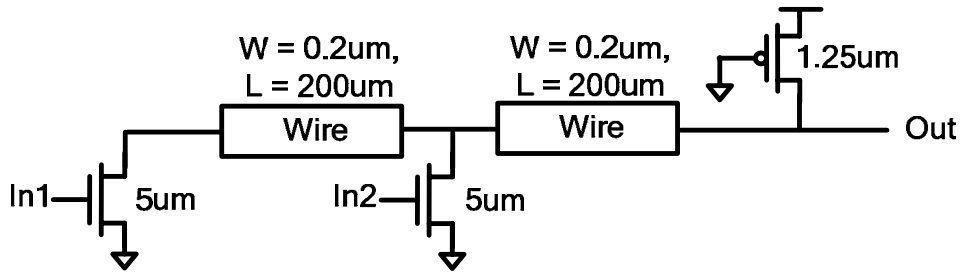 W = 0.2um,
L = 200um
W = 0.2um,
L = 200um
1.25um
Wire
Wire
Out
In1
5um
In2
5um